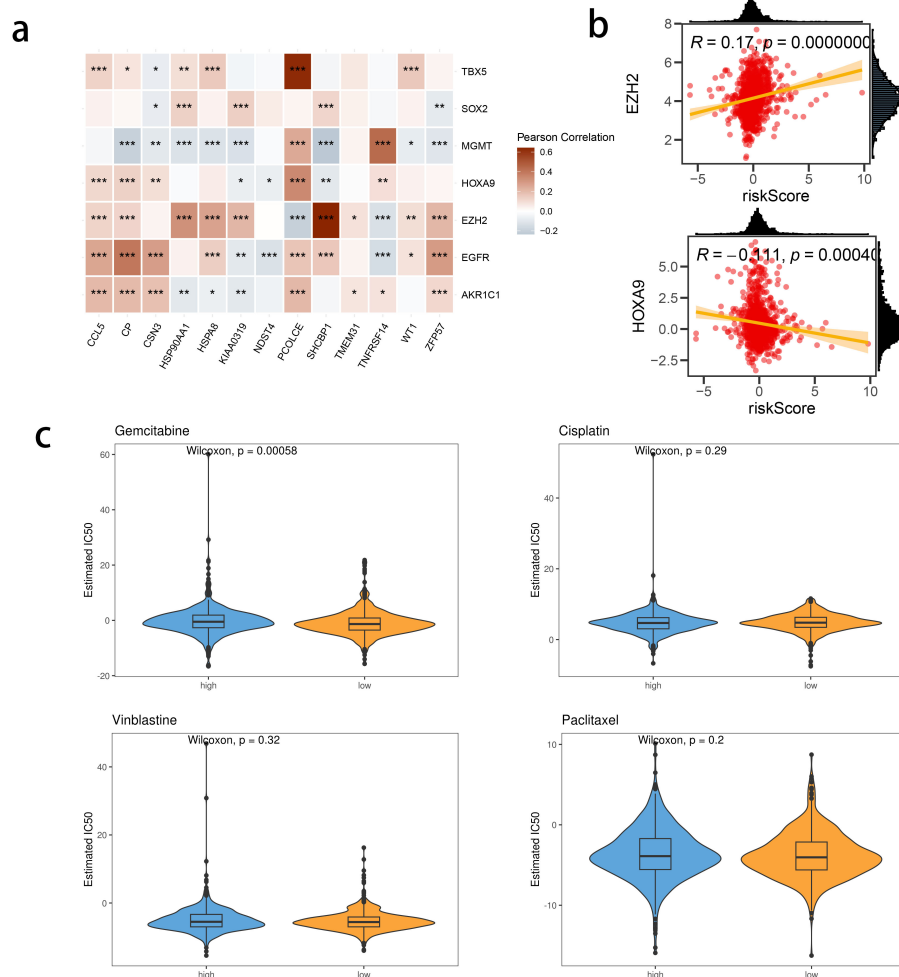 a
TBX5
*** * * ** *** *** ***
SOX2
* *** *** *** **
MGMT
*** ** *** *** *** *** *** *** * ***
HOXA9
*** *** ** * * *** ** **
EZH2
*** *** *** *** *** *** *** * *** ** ***
EGFR
*** *** *** *** ** *** *** *** *** * ***
AKR1C1
*** *** *** ** * ** *** * * ***
CCL5
CP
CSN3
HSP90AA1
HSPA8
KIAA0319
NDST4
PCOLCE
SHCBP1
TMEM31
TNFRSF14
WT1
ZFP57
Pearson Correlation
0.6
0.4
0.2
0.0
−0.2
b
R = 0.17, p = 0.0000000
EZH2
8
6
4
2
−5 0 5 10
riskScore
R = −0.111, p = 0.00040
HOXA9
5.0
2.5
0.0
−2.5
−5 0 5 10
riskScore
c
Gemcitabine
Wilcoxon, p = 0.00058
Estimated IC50
60
40
20
0
-20
high low
Cisplatin
Wilcoxon, p = 0.29
Estimated IC50
40
20
0
high low
Vinblastine
Wilcoxon, p = 0.32
Estimated IC50
40
20
0
high low
Paclitaxel
Wilcoxon, p = 0.2
Estimated IC50
10
0
-10
high low